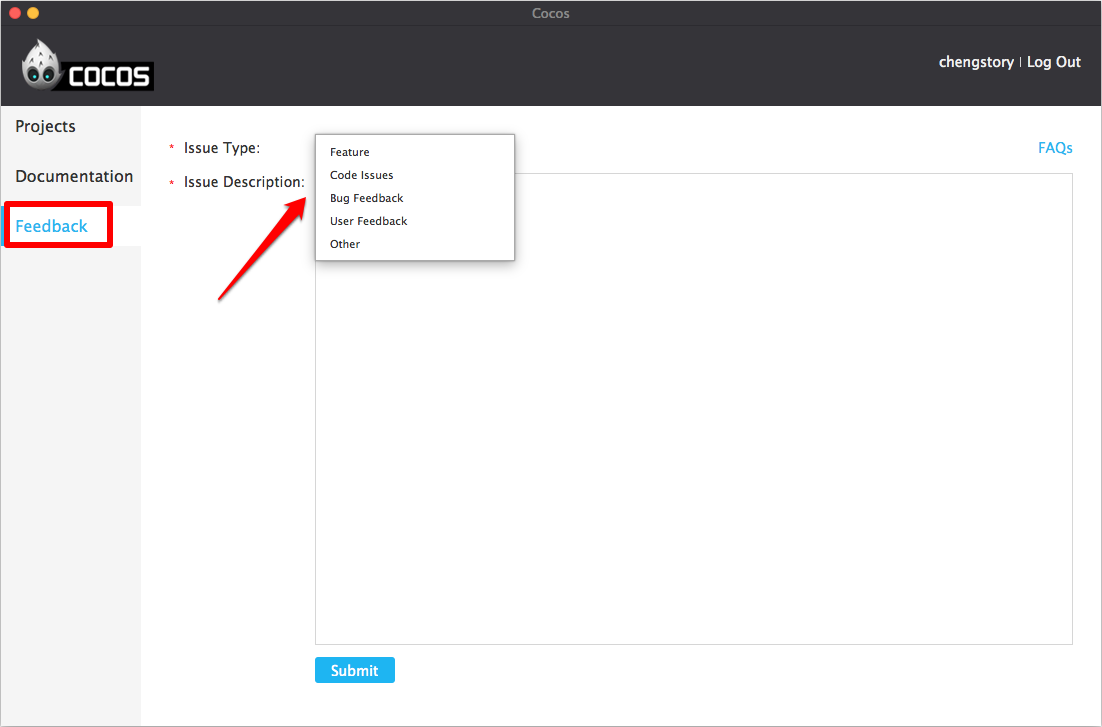 Cocos
COCOS
chengstory | Log Out
Projects
Documentation
Feedback
* Issue Type:
FAQs
* Issue Description:
Feature
Code Issues
Bug Feedback
User Feedback
Other
Submit